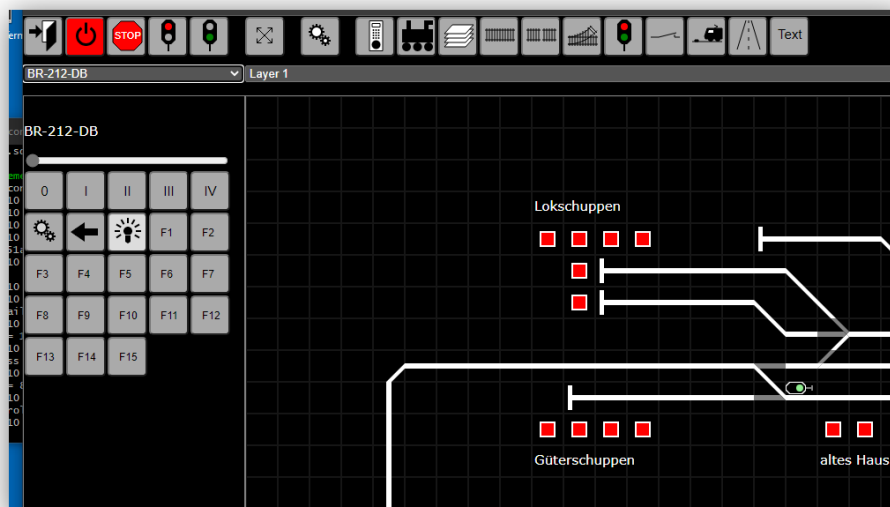 STOP
Text
BR-212-DB
Layer 1
BR-212-DB
Lokschuppen
0 I II III IV
F1 F2
F3 F4 F5 F6 F7
F8 F9 F10 F11 F12
F13 F14 F15
Güterschuppen
altes Haus